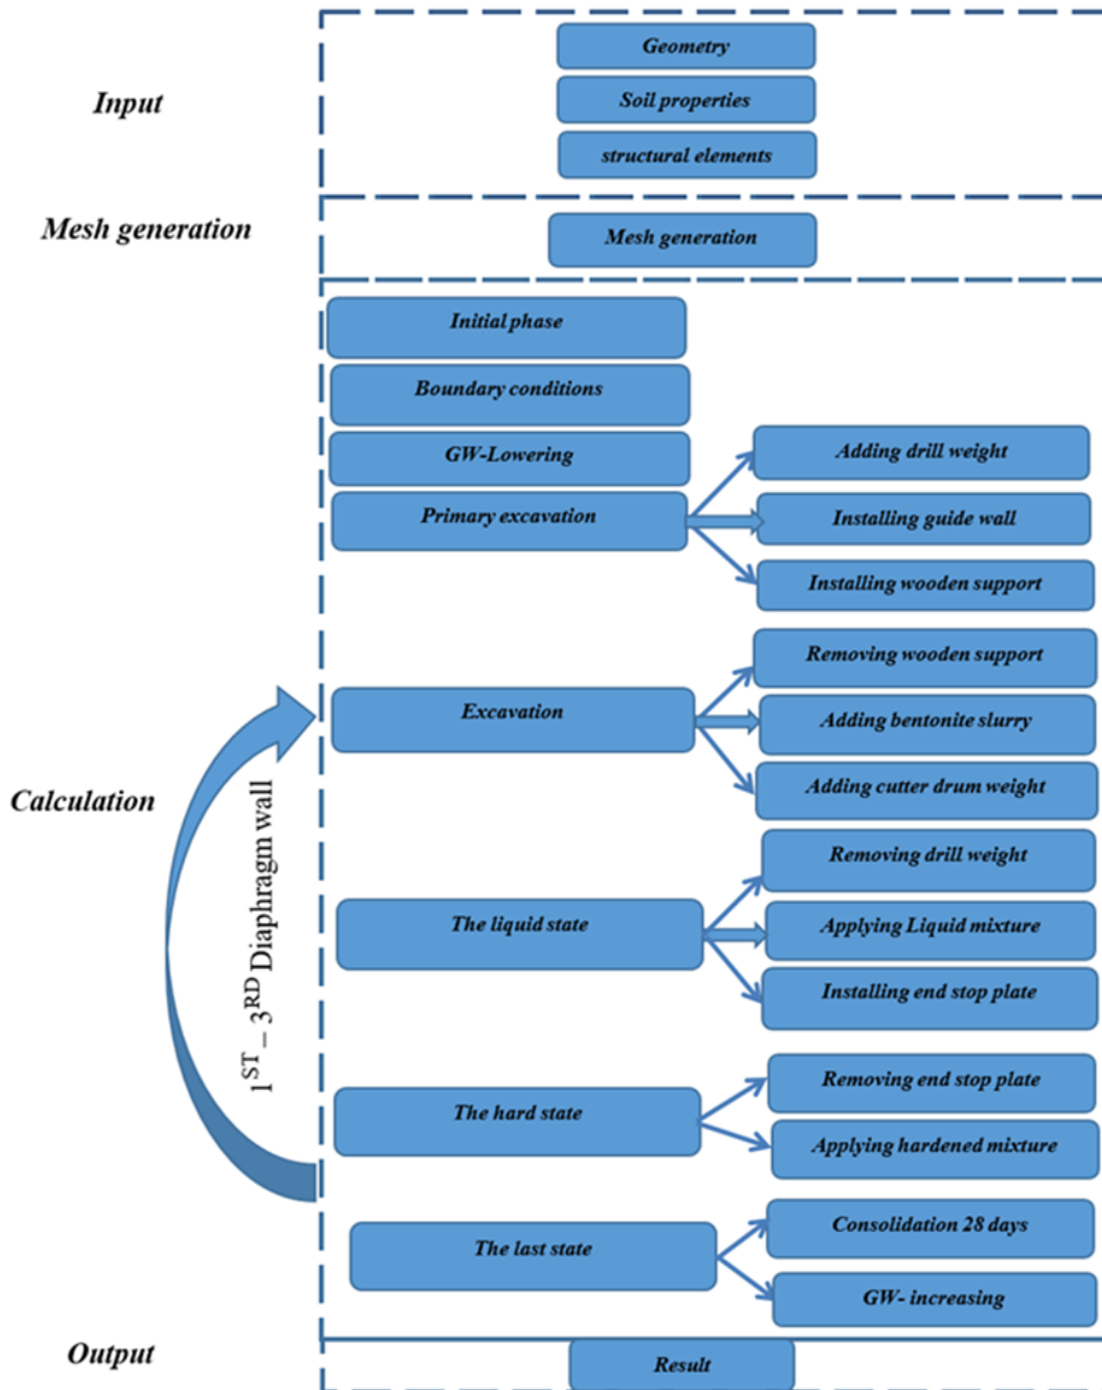 Input
Geometry
Soil properties
structural elements
Mesh generation
Mesh generation
Calculation
1ST – 3RD Diaphragm wall
Initial phase
Boundary conditions
GW-Lowering
Primary excavation
Adding drill weight
Installing guide wall
Installing wooden support
Excavation
Removing wooden support
Adding bentonite slurry
Adding cutter drum weight
The liquid state
Removing drill weight
Applying Liquid mixture
Installing end stop plate
The hard state
Removing end stop plate
Applying hardened mixture
The last state
Consolidation 28 days
GW- increasing
Output
Result